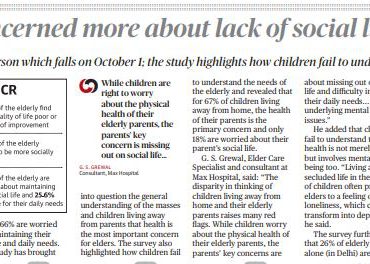 cerned more about lack of social l
rson which falls on October 1; the study highlights how children fail to und
CR
of the elderly find
ality of life poor or
of improvement
of the elderly
o be more socially
of the elderly are
about maintaining
cial life and 25.6%
e for their daily needs
66% are worried
intaining their
e and daily needs.
udy has brought
While children are
right to worry
about the physical
health of their
elderly parents, the
parents' key
concern is missing
out on social life...
G. S. GREWAL
Consultant, Max Hospital
into question the general
understanding of the masses
and children living away from
parents that health is
the most important concern
for elders. The survey also
highlighted how children fail
to understand the needs of
the elderly and revealed that
for 67% of children living
away from home, the health
of their parents is the
primary concern and only
18% are worried about their
parent's social life.
G. S. Grewal, Elder Care
Specialist and consultant at
Max Hospital, said: "The
disparity in thinking of
children living away from
home and their elderly
parents raises many red
flags. While children worry
about the physical health of
their elderly parents, the
parents' key concerns are
about missing out o
life and difficulty in
their daily needs...
underlying mental
issues."
He added that c
fail to understand t
health is not merel
but involves menta
being too. "Living a
secluded life in the
of children often p
elders to a feeling o
loneliness, which c
transform into dep
he said.
The survey furth
that 26% of elderly
alone (in Delhi) are